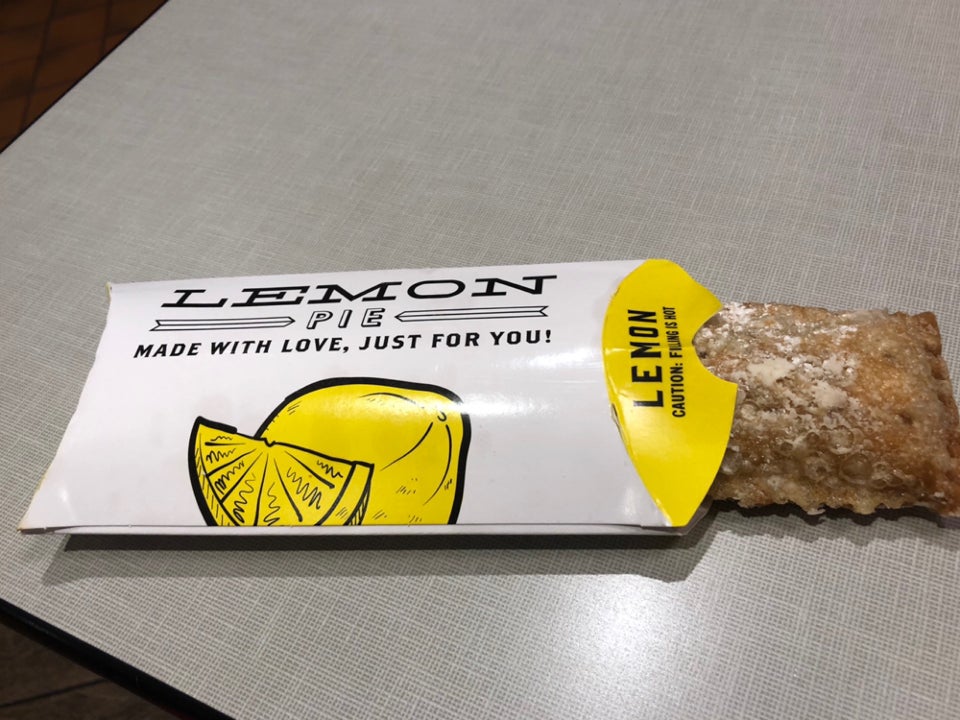 LEMON
PIE
MADE WITH LOVE, JUST FOR YOU!
LEMON
CAUTION: FILLING IS HOT